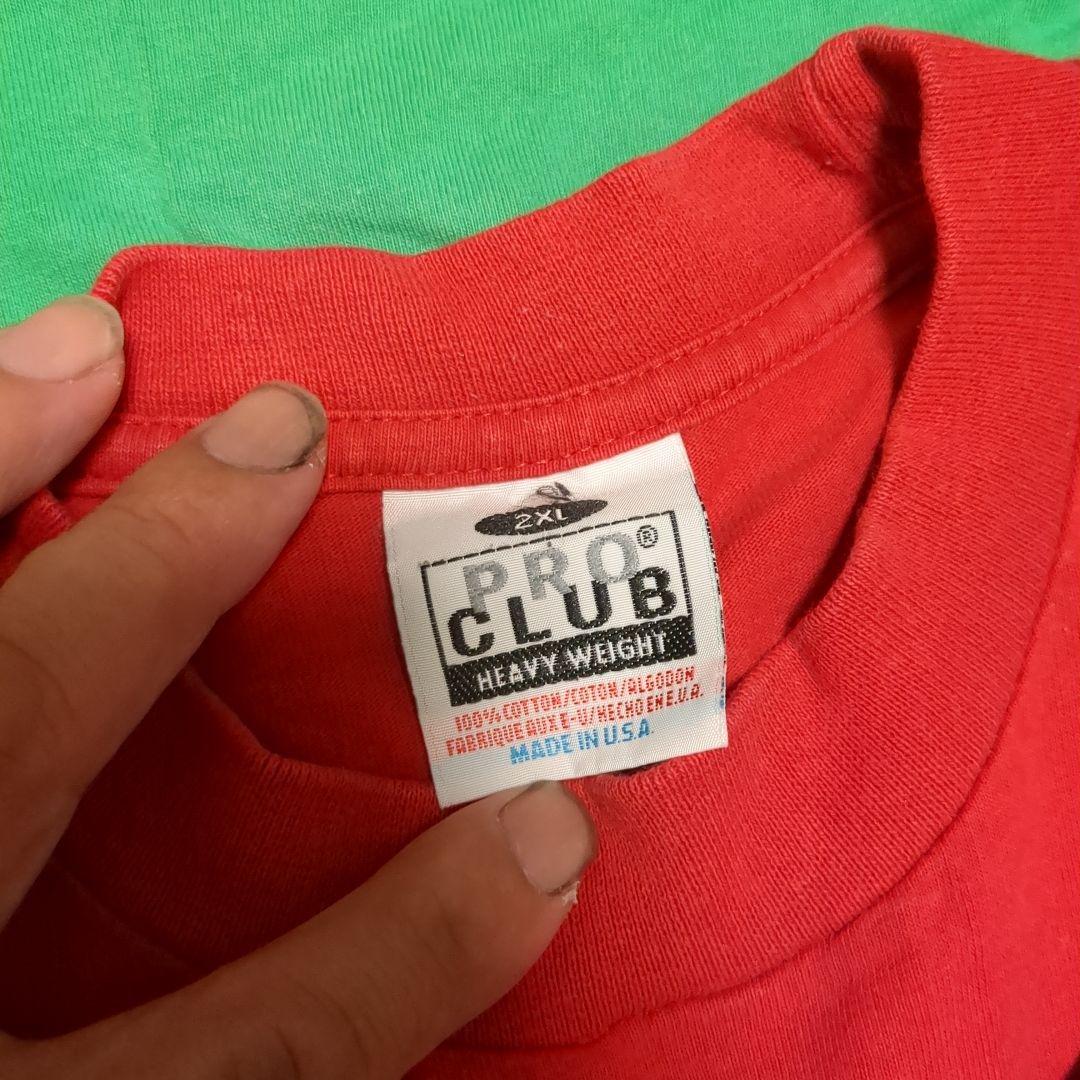 2XL
PRO®
CLUB
HEAVY WEIGHT
100% COTTON/COTON/ALGODON
FABRIQUE AUX E-U/HECHO EN E.U.A.
MADE IN U.S.A.